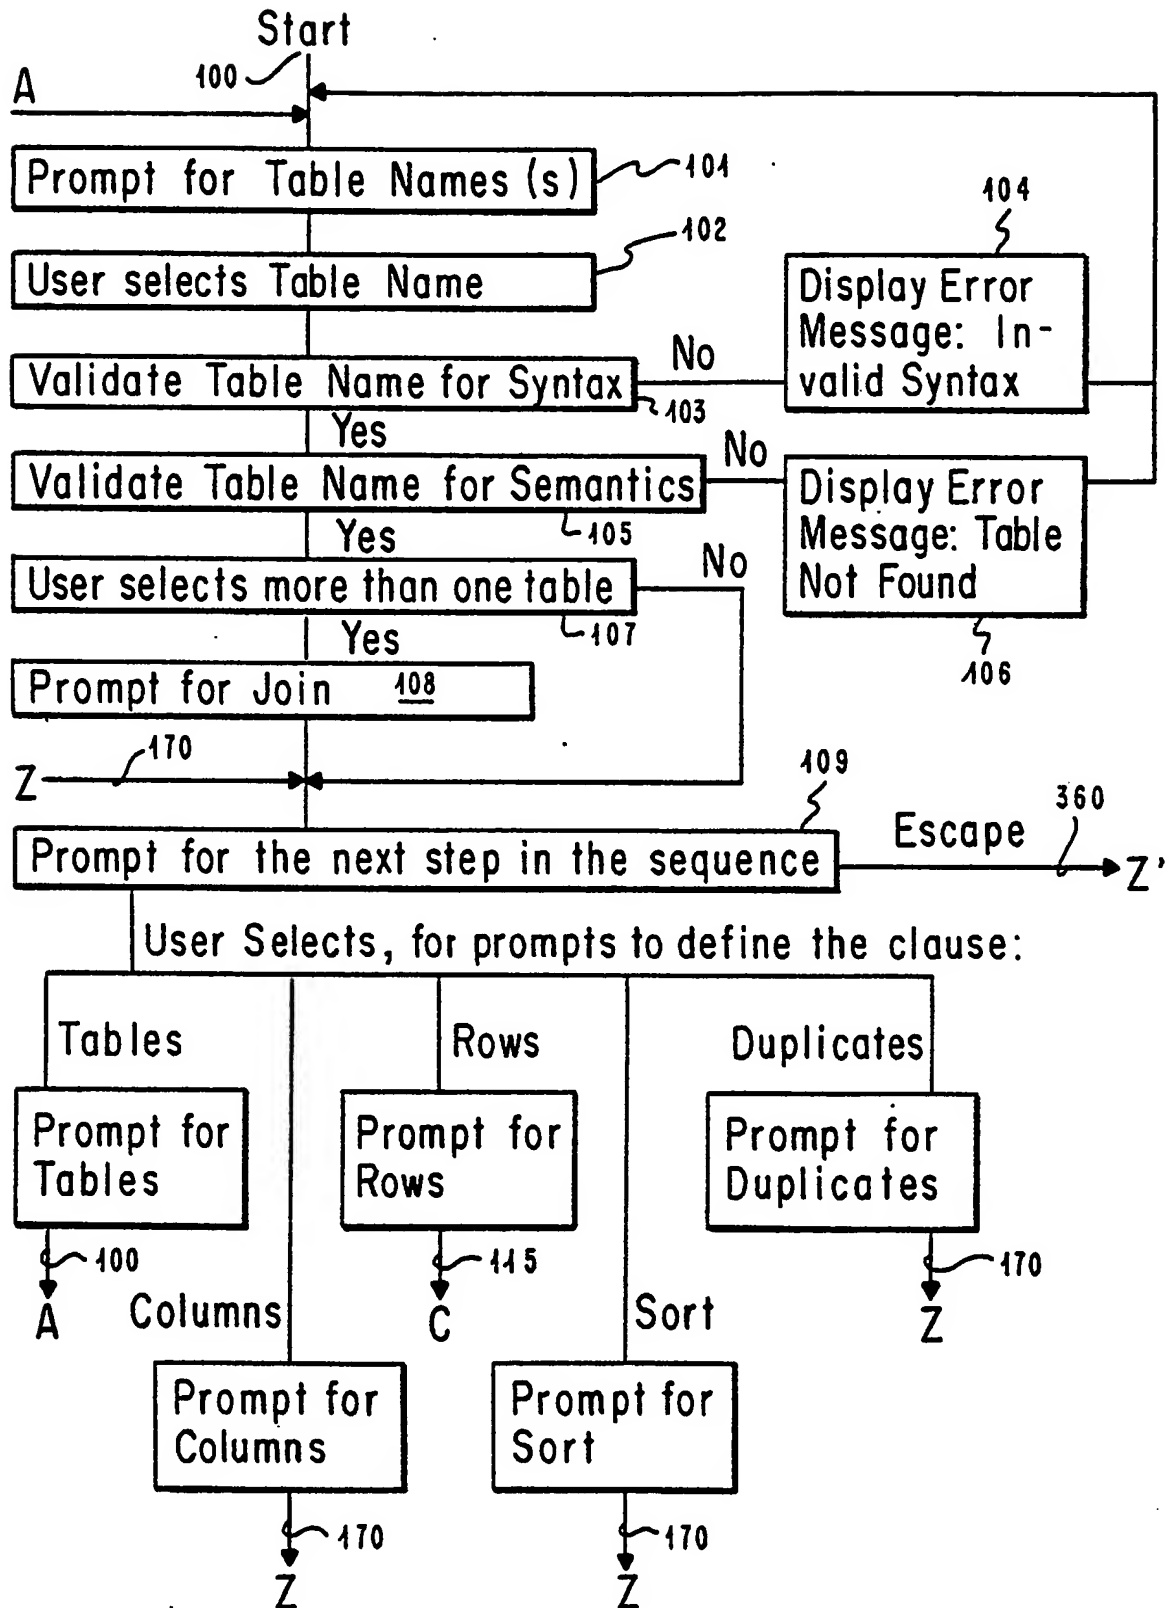 Start
100
A
Prompt for Table Names (s)
101
User selects Table Name
102
104
Display Error
Message: In-
valid Syntax
Validate Table Name for Syntax
No
103
Yes
Validate Table Name for Semantics
No
105
Display Error
Message: Table
Not Found
106
Yes
User selects more than one table
No
107
Yes
Prompt for Join 108
170
Z
109
Prompt for the next step in the sequence
Escape
360
Z'
User Selects, for prompts to define the clause:
Tables
Rows
Duplicates
Prompt for
Tables
Prompt for
Rows
Prompt for
Duplicates
100
115
170
A
Columns
C
Sort
Z
Prompt for
Columns
Prompt for
Sort
170
170
Z
Z